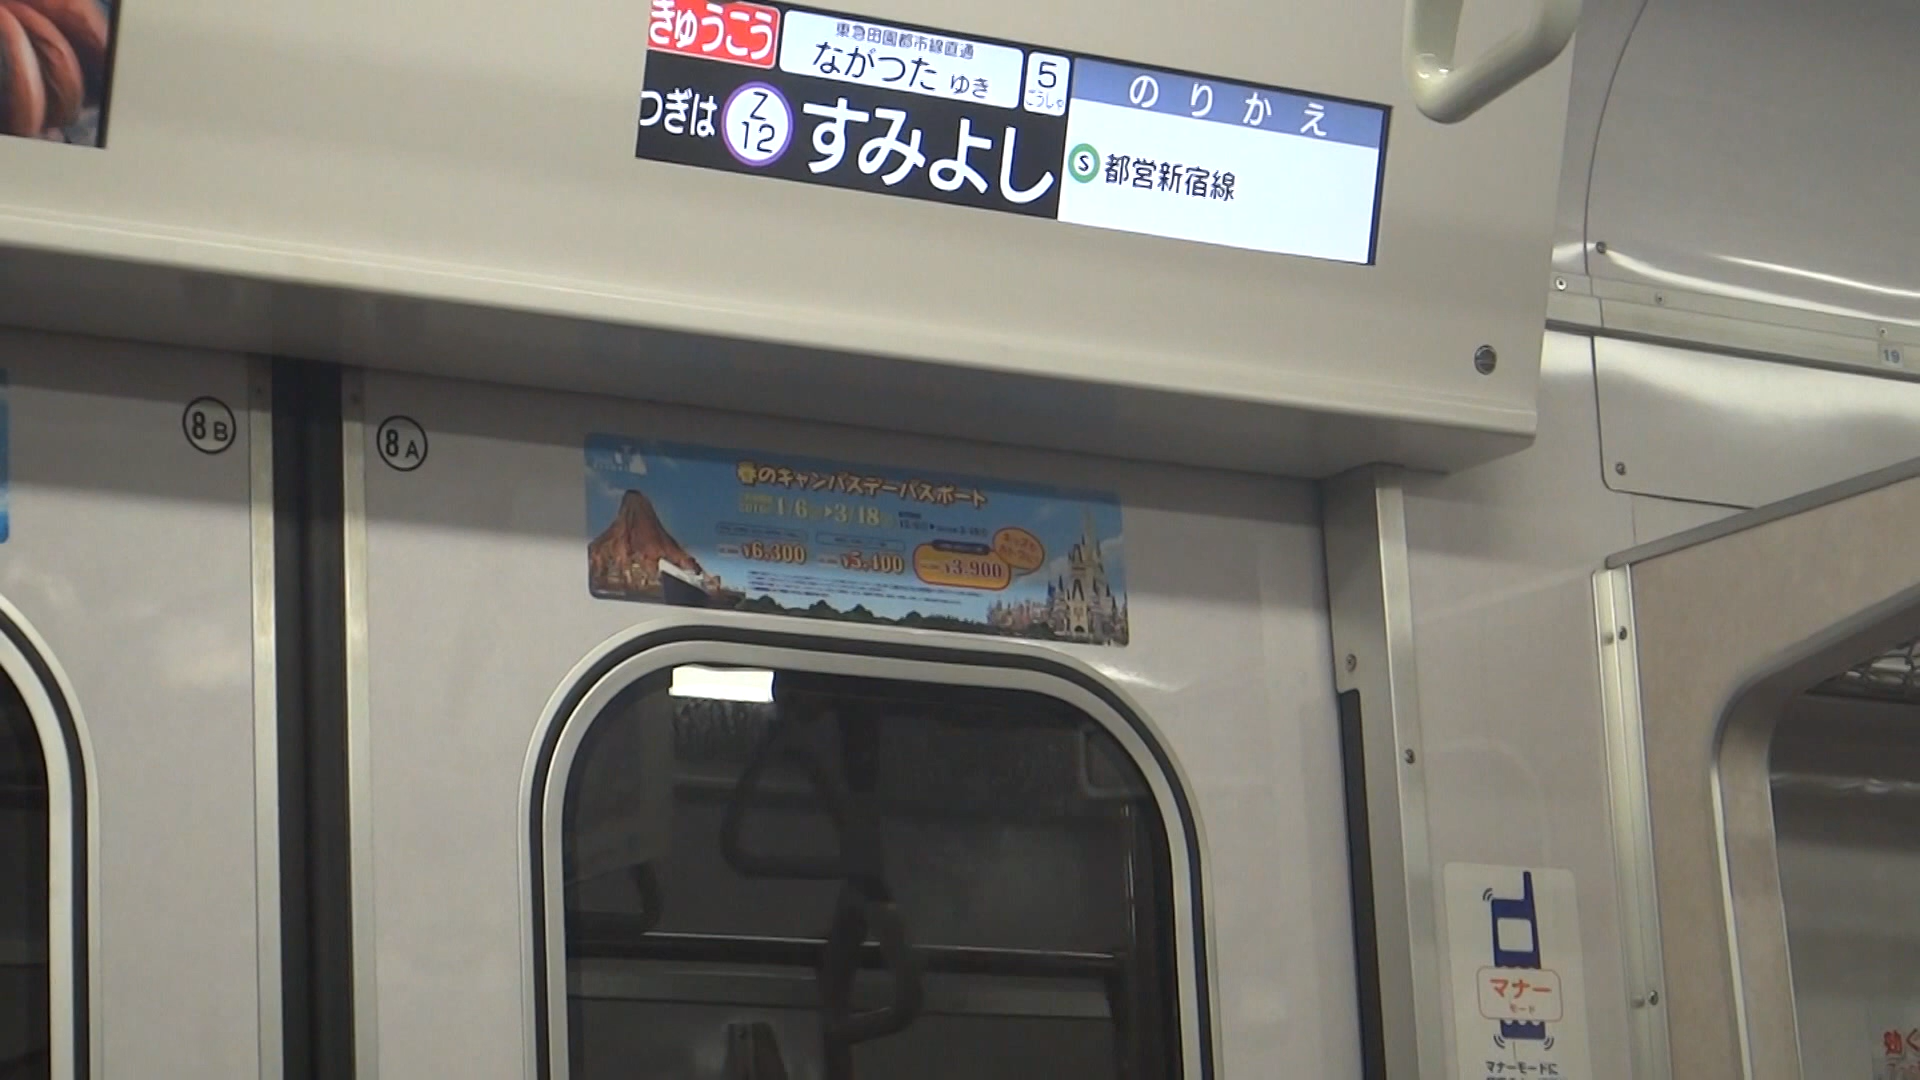 きゅうこう
東急田園都市線直通
ながつた ゆき
5
ごうしゃ
のりかえ
つぎは
Z
12
すみよし
S
都営新宿線
19
8B
8A
春のキャンパスデーパスポート
1/6 3/18
¥6,300
¥5,400
¥3,900
マナー
モード
マナーモードに
効く